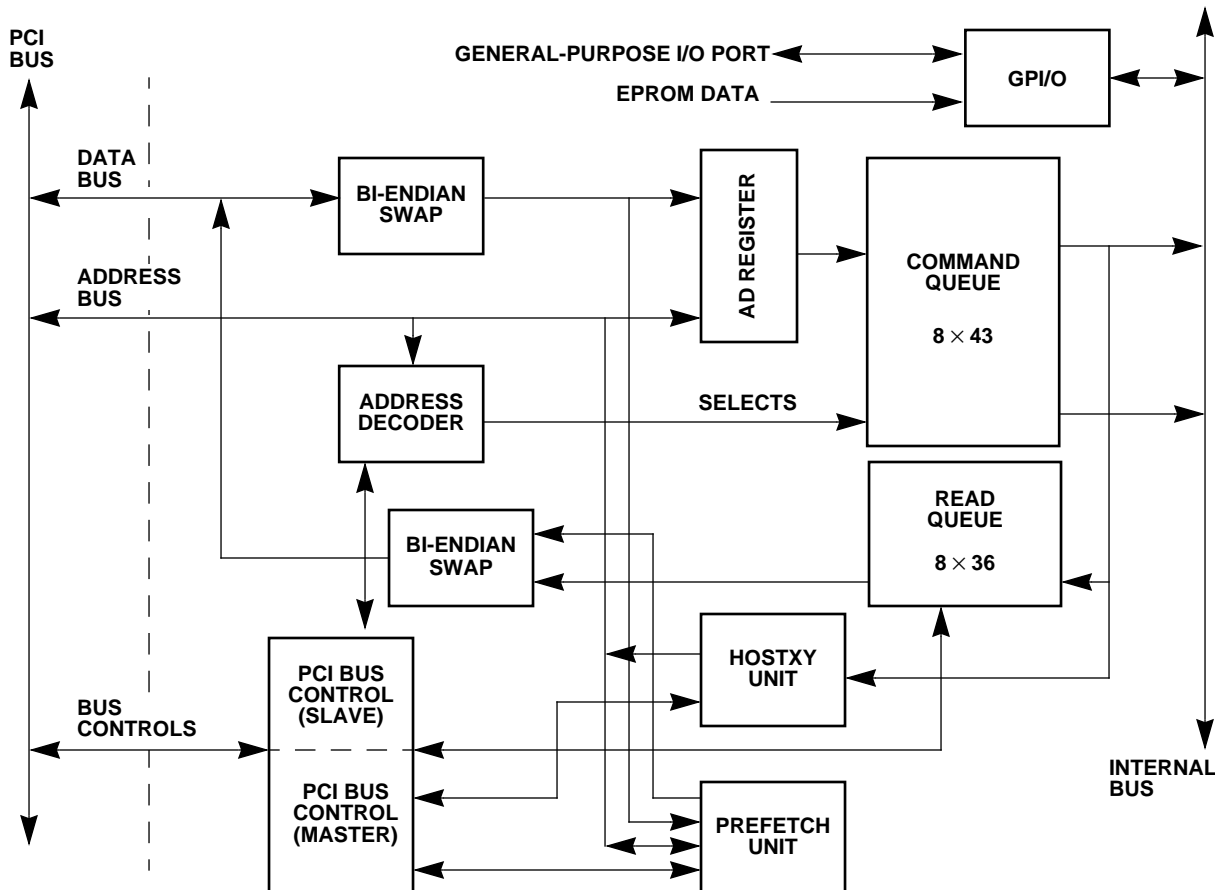 PCI
BUS
GENERAL-PURPOSE I/O PORT
GPI/O
EPROM DATA
DATA
BUS
BI-ENDIAN
SWAP
AD REGISTER
COMMAND
QUEUE
8 × 43
ADDRESS
BUS
ADDRESS
DECODER
SELECTS
READ
QUEUE
8 × 36
BI-ENDIAN
SWAP
HOSTXY
UNIT
PCI BUS
CONTROL
(SLAVE)
BUS
CONTROLS
PCI BUS
CONTROL
(MASTER)
PREFETCH
UNIT
INTERNAL
BUS